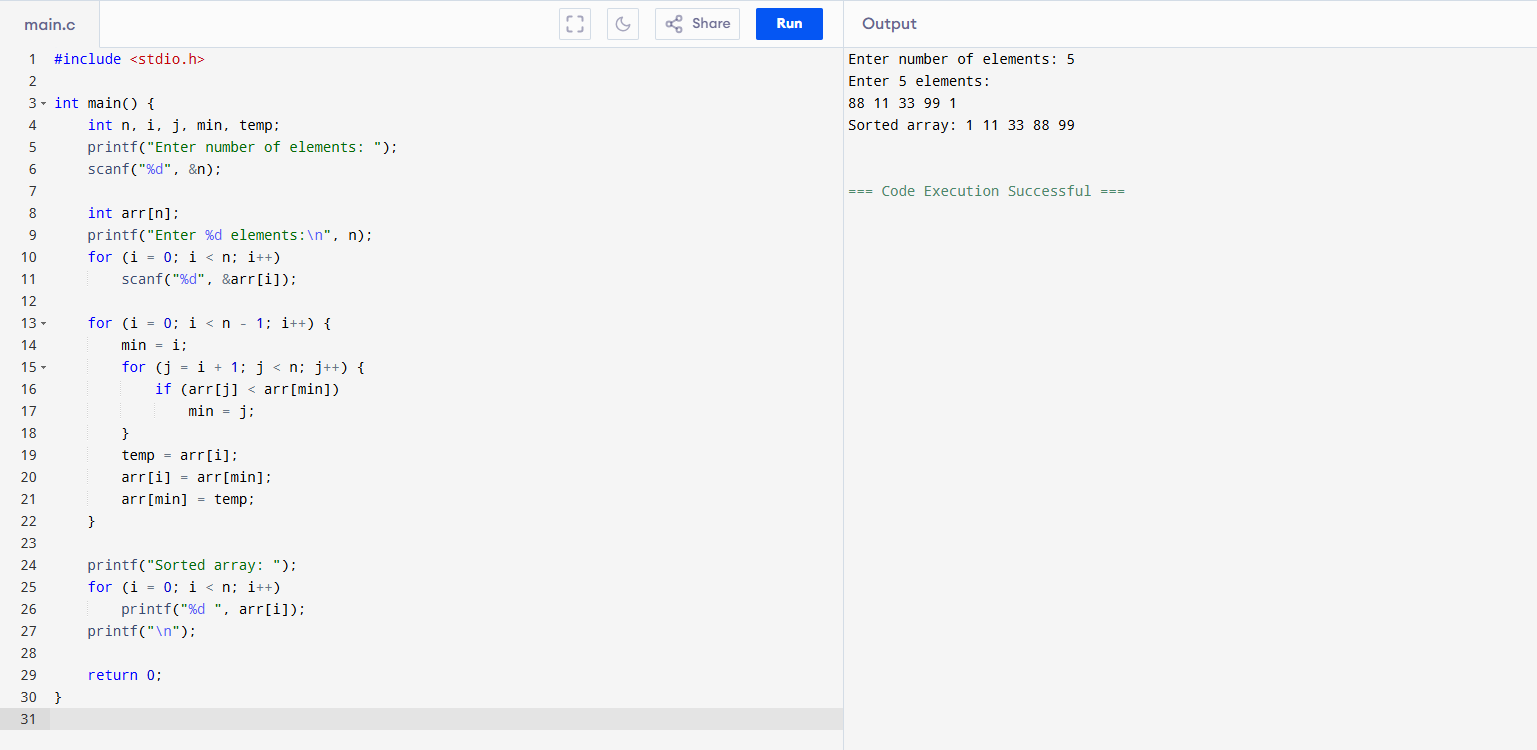 main.c
Share
Run
Output
1 #include <stdio.h>
2
3 int main() {
4     int n, i, j, min, temp;
5     printf("Enter number of elements: ");
6     scanf("%d", &n);
7
8     int arr[n];
9     printf("Enter %d elements:\n", n);
10     for (i = 0; i < n; i++)
11         scanf("%d", &arr[i]);
12
13     for (i = 0; i < n - 1; i++) {
14         min = i;
15         for (j = i + 1; j < n; j++) {
16             if (arr[j] < arr[min])
17                 min = j;
18         }
19         temp = arr[i];
20         arr[i] = arr[min];
21         arr[min] = temp;
22     }
23
24     printf("Sorted array: ");
25     for (i = 0; i < n; i++)
26         printf("%d ", arr[i]);
27     printf("\n");
28
29     return 0;
30 }
31
Enter number of elements: 5
Enter 5 elements:
88 11 33 99 1
Sorted array: 1 11 33 88 99
=== Code Execution Successful ===